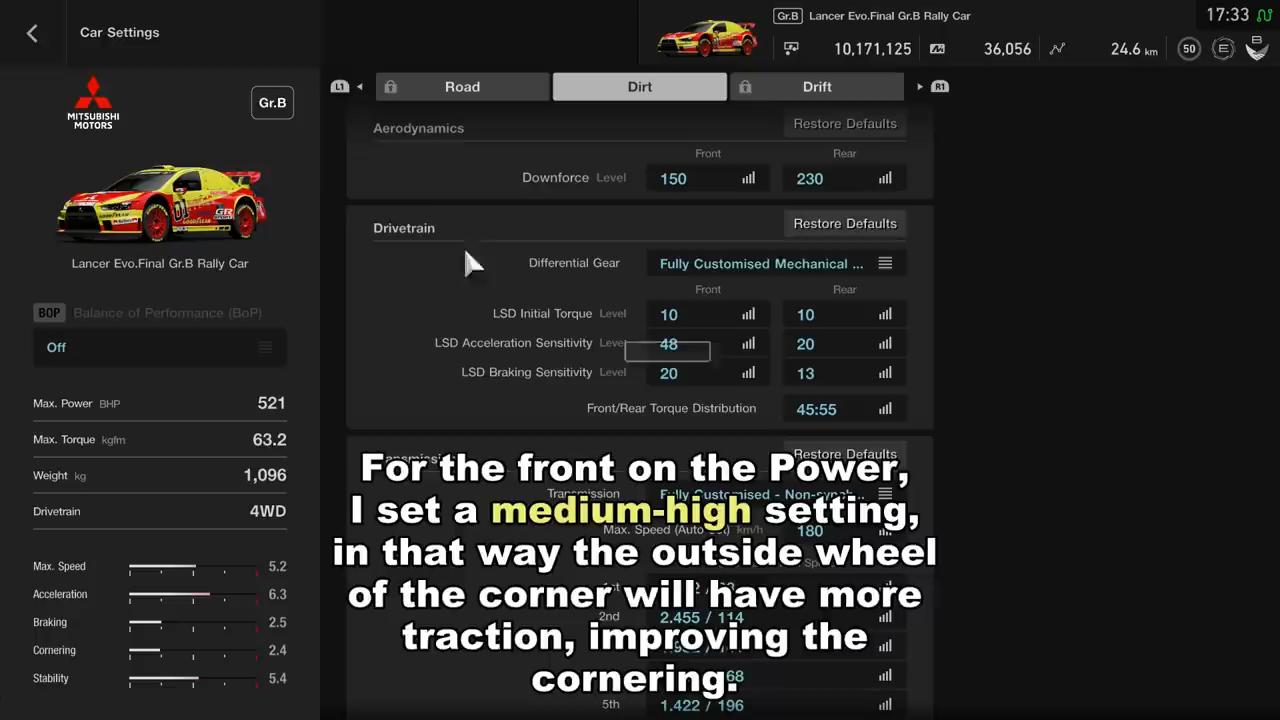 Car Settings
Gr.B Lancer Evo.Final Gr.B Rally Car
17:33
10,171,125 36,056 24.6 km 50 E B
L1 Road Dirt Drift R1
MITSUBISHI MOTORS
Gr.B
Lancer Evo.Final Gr.B Rally Car
BOP Balance of Performance (BoP)
Off
Max. Power BHP 521
Max. Torque kgfm 63.2
Weight kg 1,096
Drivetrain 4WD
Max. Speed 5.2
Acceleration 6.3
Braking 2.5
Cornering 2.4
Stability 5.4
Aerodynamics Restore Defaults
Front Rear
Downforce Level 150 230
Drivetrain Restore Defaults
Differential Gear Fully Customised Mechanical ...
Front Rear
LSD Initial Torque Level 10 10
LSD Acceleration Sensitivity Level 48 20
LSD Braking Sensitivity Level 20 13
Front/Rear Torque Distribution 45:55
Restore Defaults
Transmission
Max. Speed km/h 180
2nd 2.455 / 114
68
5th 1.422 / 196
For the front on the Power,
I set a medium-high setting,
in that way the outside wheel
of the corner will have more
traction, improving the
cornering.